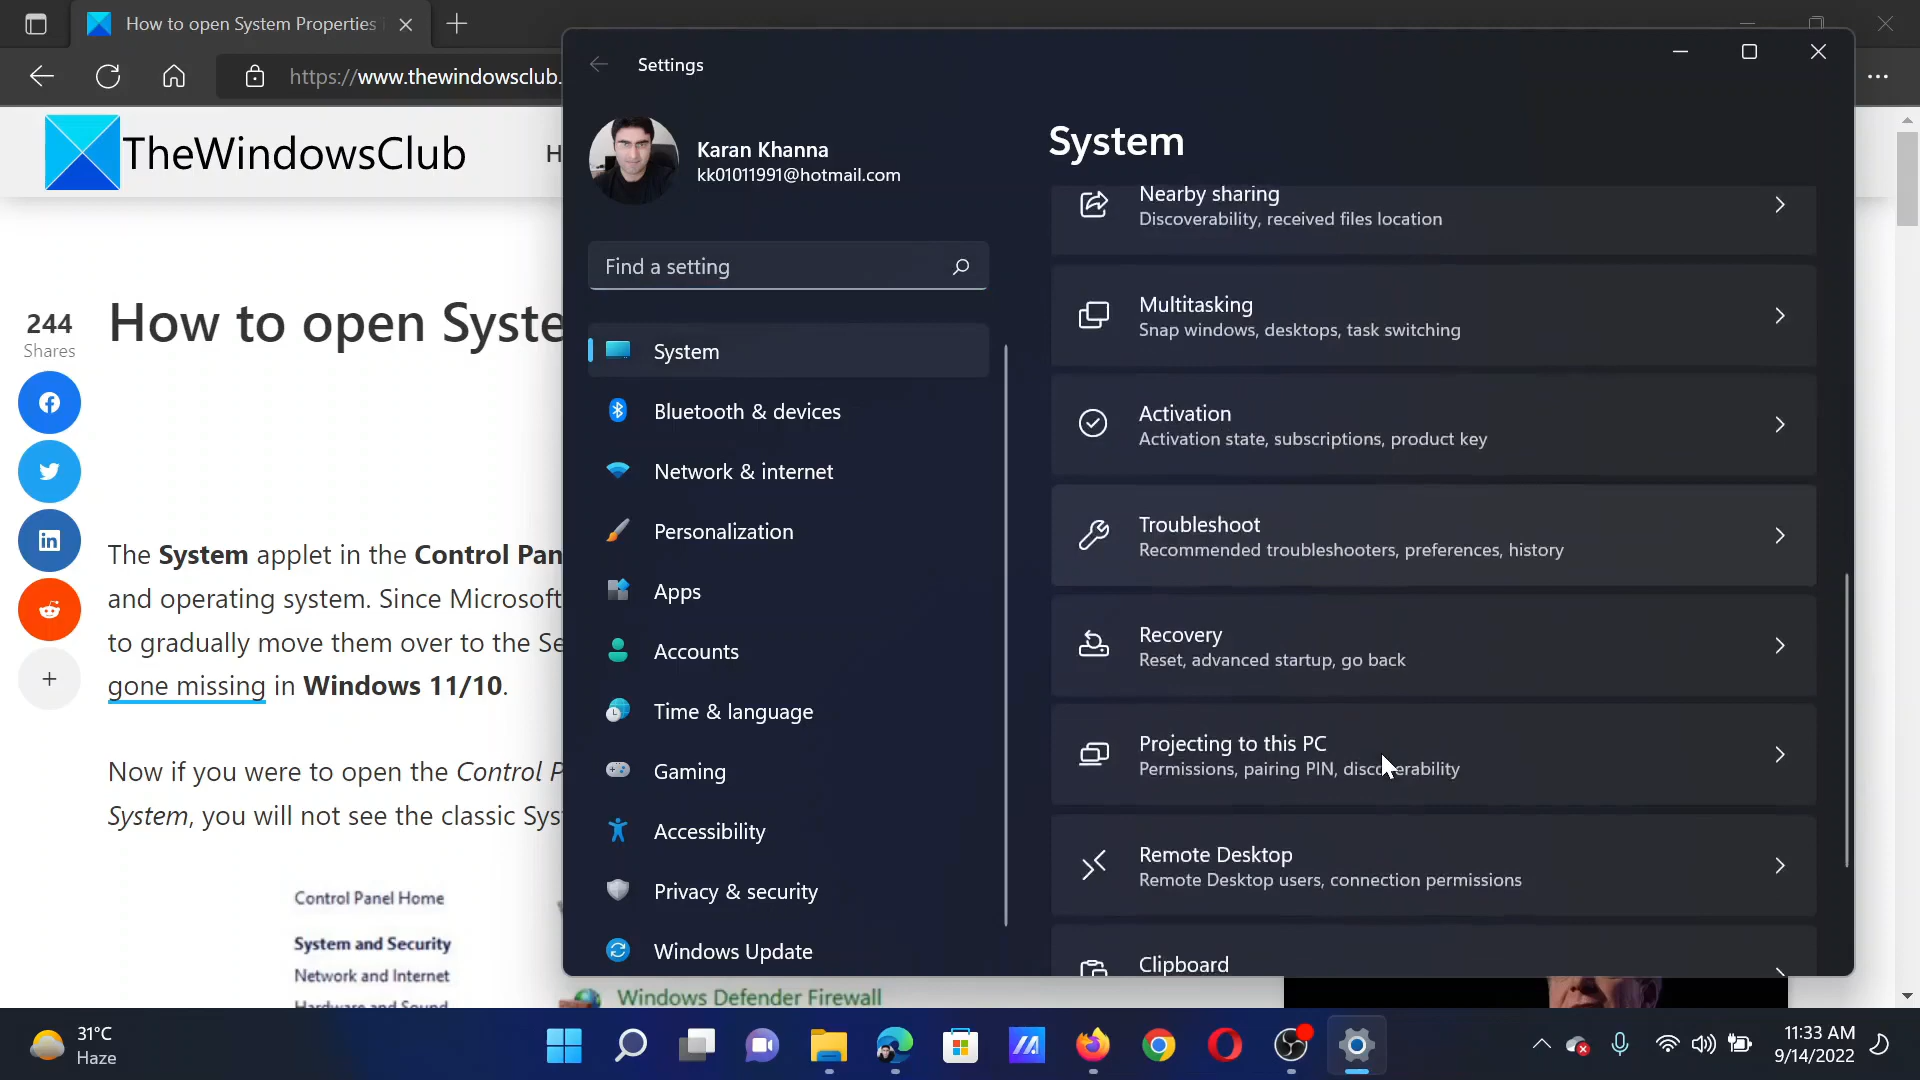 How to open System Properties
https://www.thewindowsclub.
TheWindowsClub
H
244
Shares
How to open Syste
The System applet in the Control Pan
and operating system. Since Microsoft
to gradually move them over to the Se
gone missing in Windows 11/10.
Now if you were to open the Control P
System, you will not see the classic Sys
Control Panel Home
System and Security
Network and Internet
Hardware and Sound
Windows Defender Firewall
Settings
Karan Khanna
kk01011991@hotmail.com
Find a setting
System
Bluetooth & devices
Network & internet
Personalization
Apps
Accounts
Time & language
Gaming
Accessibility
Privacy & security
Windows Update
System
Nearby sharing
Discoverability, received files location
Multitasking
Snap windows, desktops, task switching
Activation
Activation state, subscriptions, product key
Troubleshoot
Recommended troubleshooters, preferences, history
Recovery
Reset, advanced startup, go back
Projecting to this PC
Permissions, pairing PIN, discoverability
Remote Desktop
Remote Desktop users, connection permissions
Clipboard
31°C
Haze
11:33 AM
9/14/2022